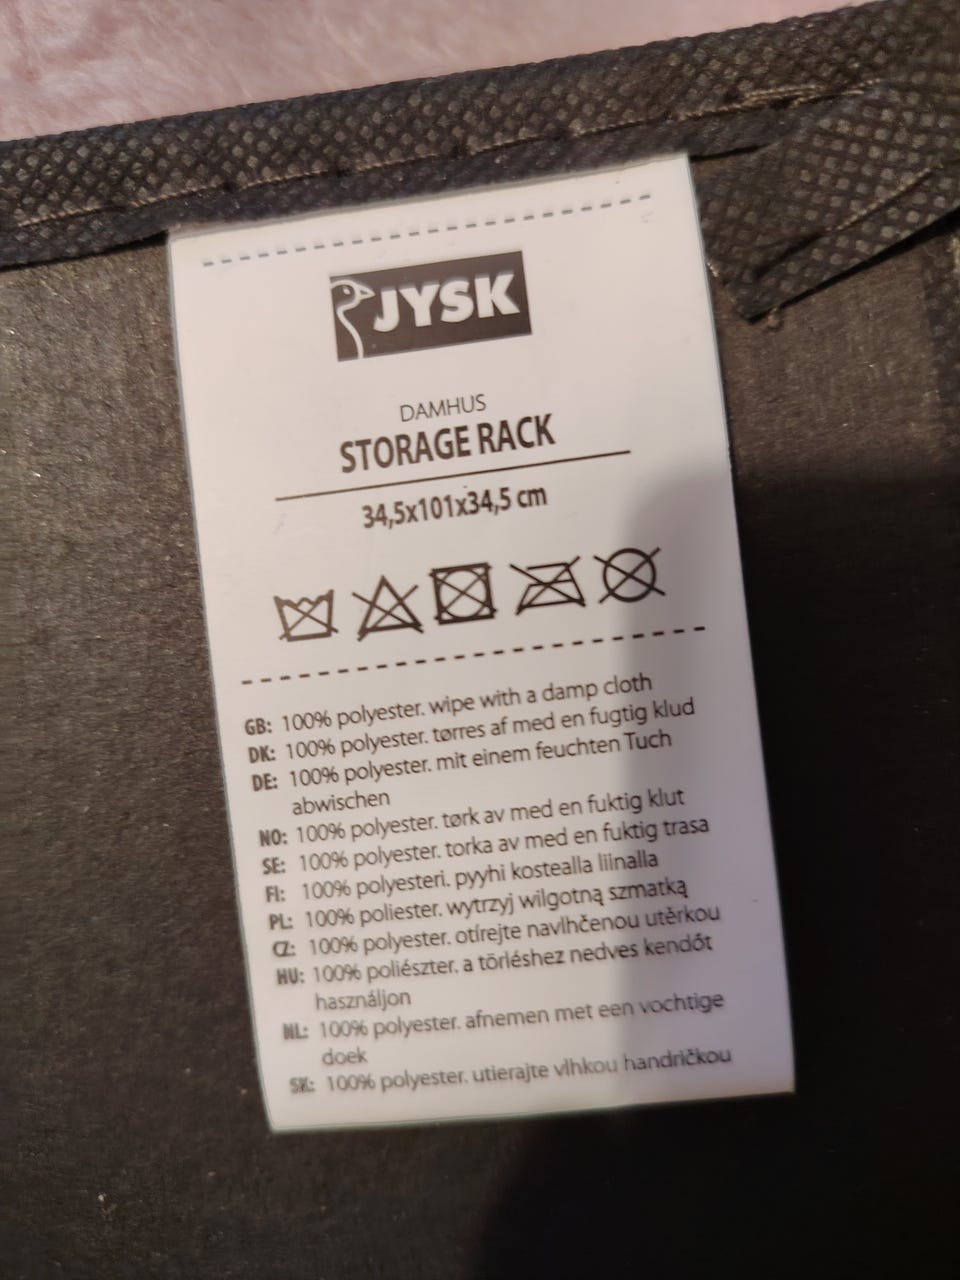 JYSK
DAMHUS
STORAGE RACK
34,5x101x34,5 cm
GB: 100% polyester. wipe with a damp cloth
DK: 100% polyester. tørres af med en fugtig klud
DE: 100% polyester. mit einem feuchten Tuch
abwischen
NO: 100% polyester. tørk av med en fuktig klut
SE: 100% polyester. torka av med en fuktig trasa
FI: 100% polyesteri. pyyhi kostealla liinalla
PL: 100% poliester. wytrzyj wilgotną szmatką
CZ: 100% polyester. otírejte navlhčenou utěrkou
HU: 100% poliészter. a törléshez nedves kendőt
használjon
NL: 100% polyester. afnemen met een vochtige
doek
SK: 100% polyester. utierajte vlhkou handričkou